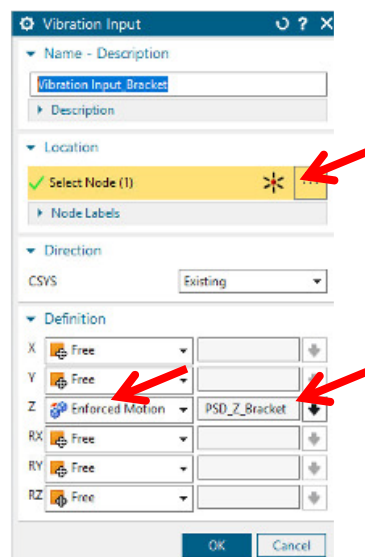 Vibration Input ?
Name - Description
Vibration Input_Bracket
Description
Location
Select Node (1) ...
Node Labels
Direction
CSYS Existing
Definition
X Free
Y Free
Z Enforced Motion PSD_Z_Bracket
RX Free
RY Free
RZ Free
OK Cancel